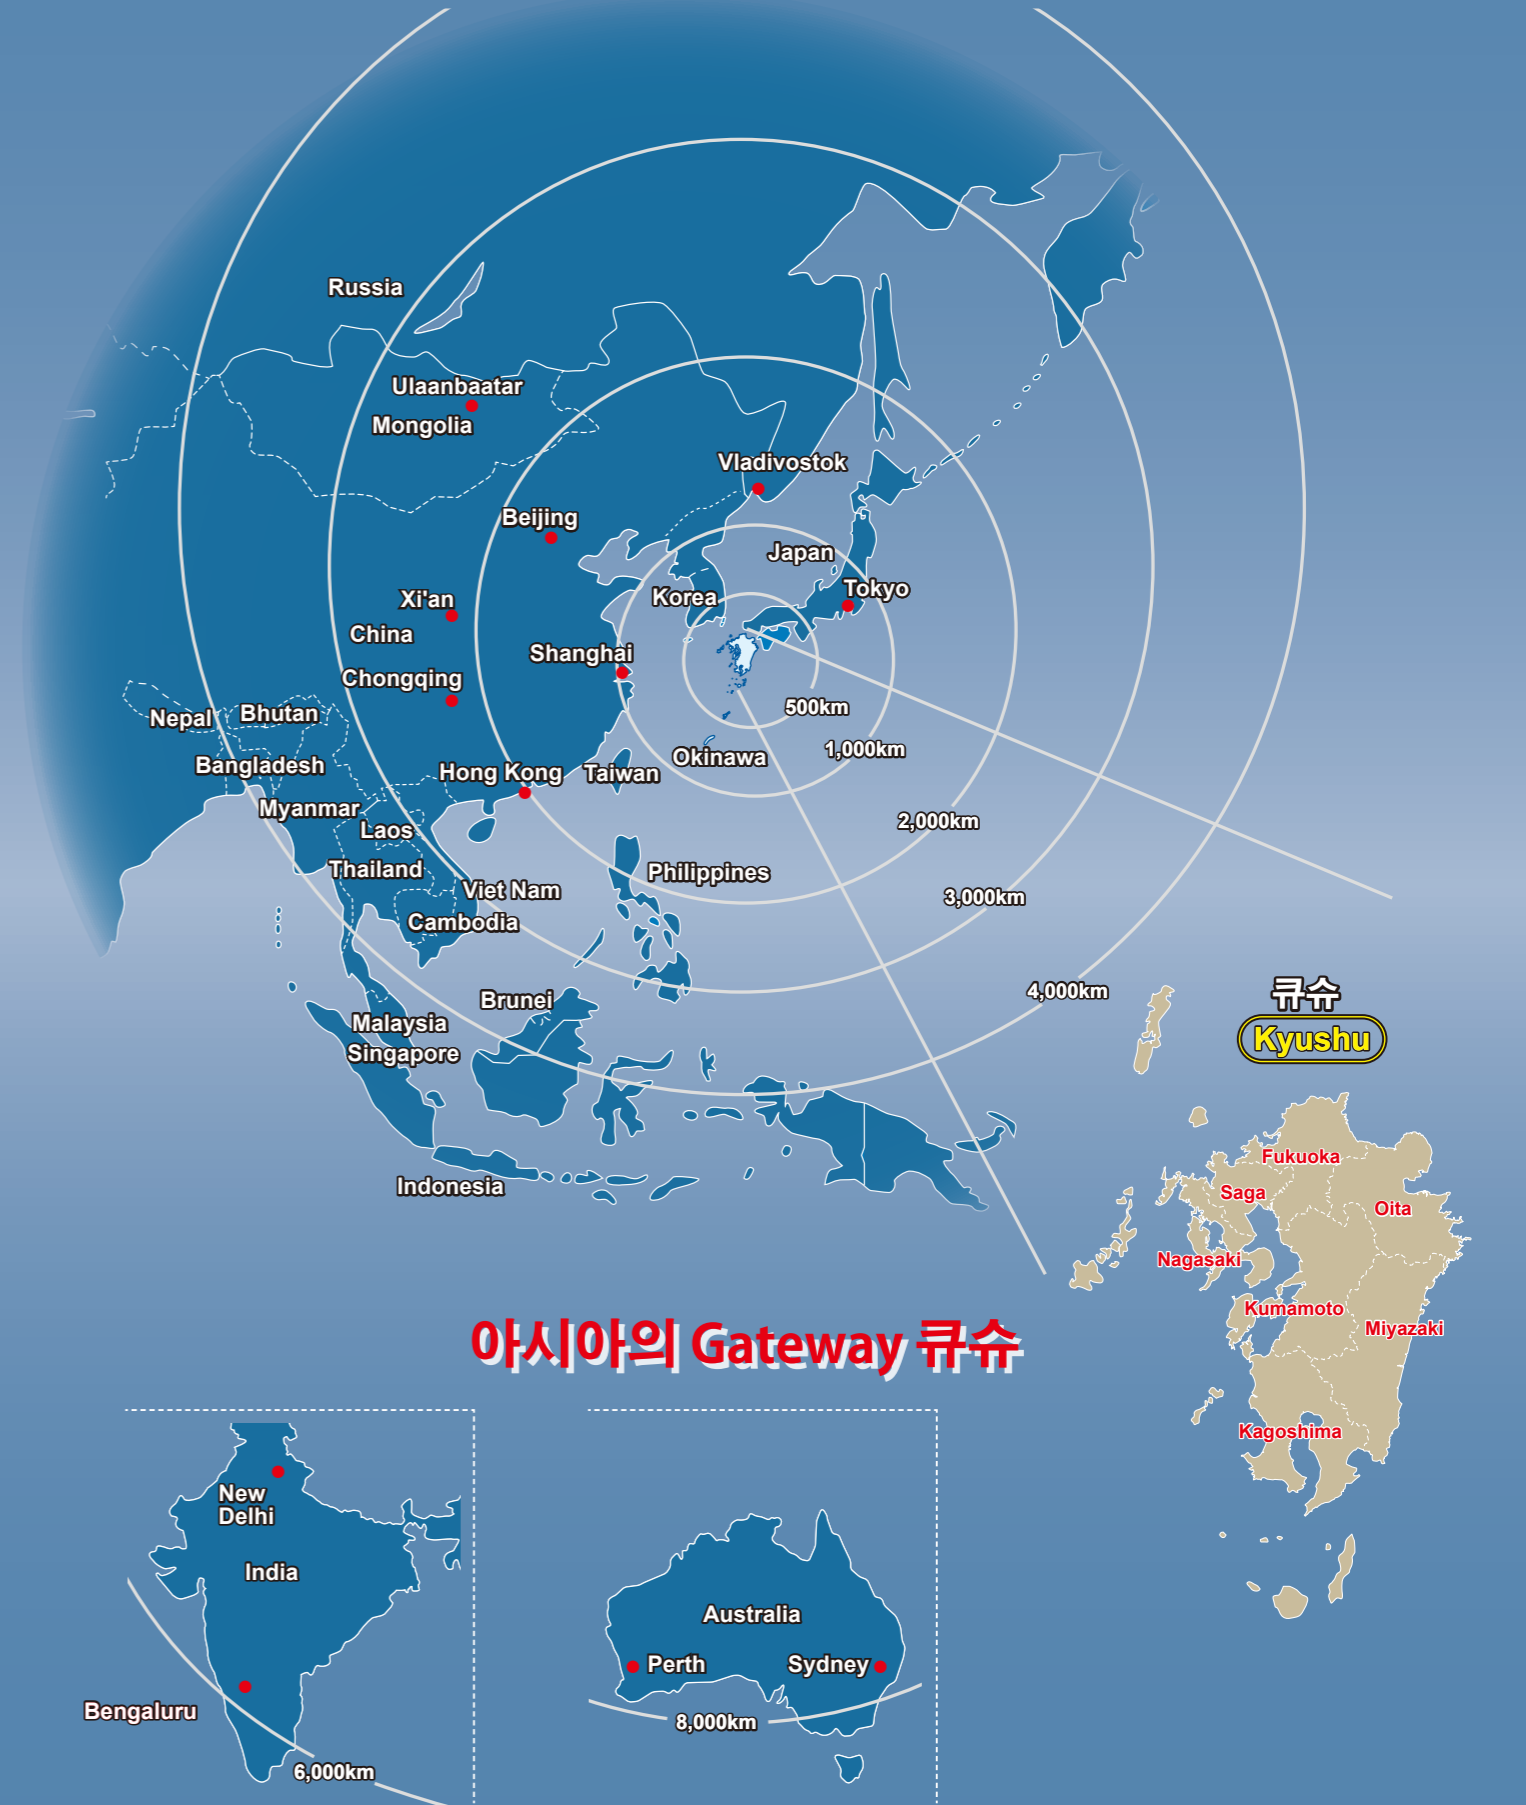 Russia
Ulaanbaatar
Mongolia
Vladivostok
Beijing
Japan
Tokyo
Korea
Xi'an
China
Shanghai
Chongqing
500km
Nepal
Bhutan
1,000km
Okinawa
Bangladesh
Hong Kong
Taiwan
Myanmar
2,000km
Laos
Thailand
Philippines
Viet Nam
3,000km
Cambodia
4,000km
Brunei
Malaysia
Singapore
Indonesia
큐슈
Kyushu
Fukuoka
Saga
Oita
Nagasaki
Kumamoto
Miyazaki
Kagoshima
아시아의 Gateway 큐슈
New
Delhi
India
Bengaluru
6,000km
Australia
Perth
Sydney
8,000km